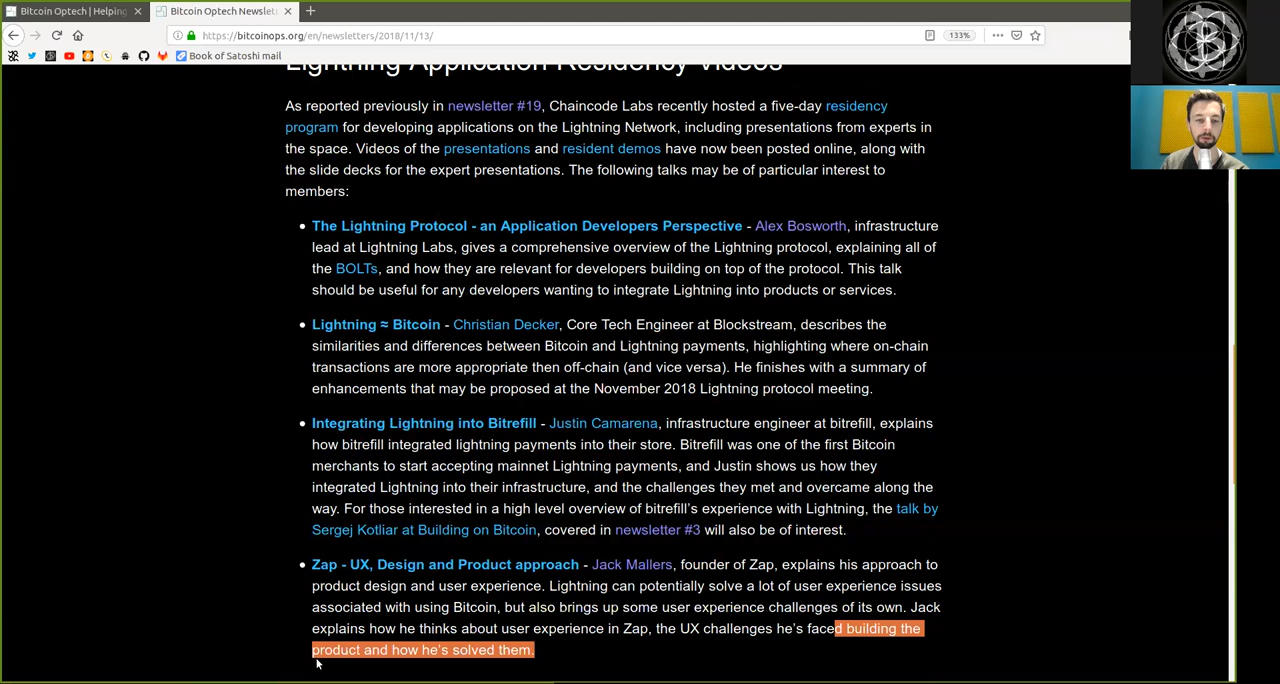 Bitcoin Optech | Helping
Bitcoin Optech Newslet
https://bitcoinops.org/en/newsletters/2018/11/13/
133%
Book of Satoshi mail
Lightning Application Residency Videos
As reported previously in newsletter #19, Chaincode Labs recently hosted a five-day residency
program for developing applications on the Lightning Network, including presentations from experts in
the space. Videos of the presentations and resident demos have now been posted online, along with
the slide decks for the expert presentations. The following talks may be of particular interest to
members:
• The Lightning Protocol - an Application Developers Perspective - Alex Bosworth, infrastructure
lead at Lightning Labs, gives a comprehensive overview of the Lightning protocol, explaining all of
the BOLTs, and how they are relevant for developers building on top of the protocol. This talk
should be useful for any developers wanting to integrate Lightning into products or services.
• Lightning ≈ Bitcoin - Christian Decker, Core Tech Engineer at Blockstream, describes the
similarities and differences between Bitcoin and Lightning payments, highlighting where on-chain
transactions are more appropriate then off-chain (and vice versa). He finishes with a summary of
enhancements that may be proposed at the November 2018 Lightning protocol meeting.
• Integrating Lightning into Bitrefill - Justin Camarena, infrastructure engineer at bitrefill, explains
how bitrefill integrated lightning payments into their store. Bitrefill was one of the first Bitcoin
merchants to start accepting mainnet Lightning payments, and Justin shows us how they
integrated Lightning into their infrastructure, and the challenges they met and overcame along the
way. For those interested in a high level overview of bitrefill's experience with Lightning, the talk by
Sergej Kotliar at Building on Bitcoin, covered in newsletter #3 will also be of interest.
• Zap - UX, Design and Product approach - Jack Mallers, founder of Zap, explains his approach to
product design and user experience. Lightning can potentially solve a lot of user experience issues
associated with using Bitcoin, but also brings up some user experience challenges of its own. Jack
explains how he thinks about user experience in Zap, the UX challenges he's faced building the
product and how he's solved them.